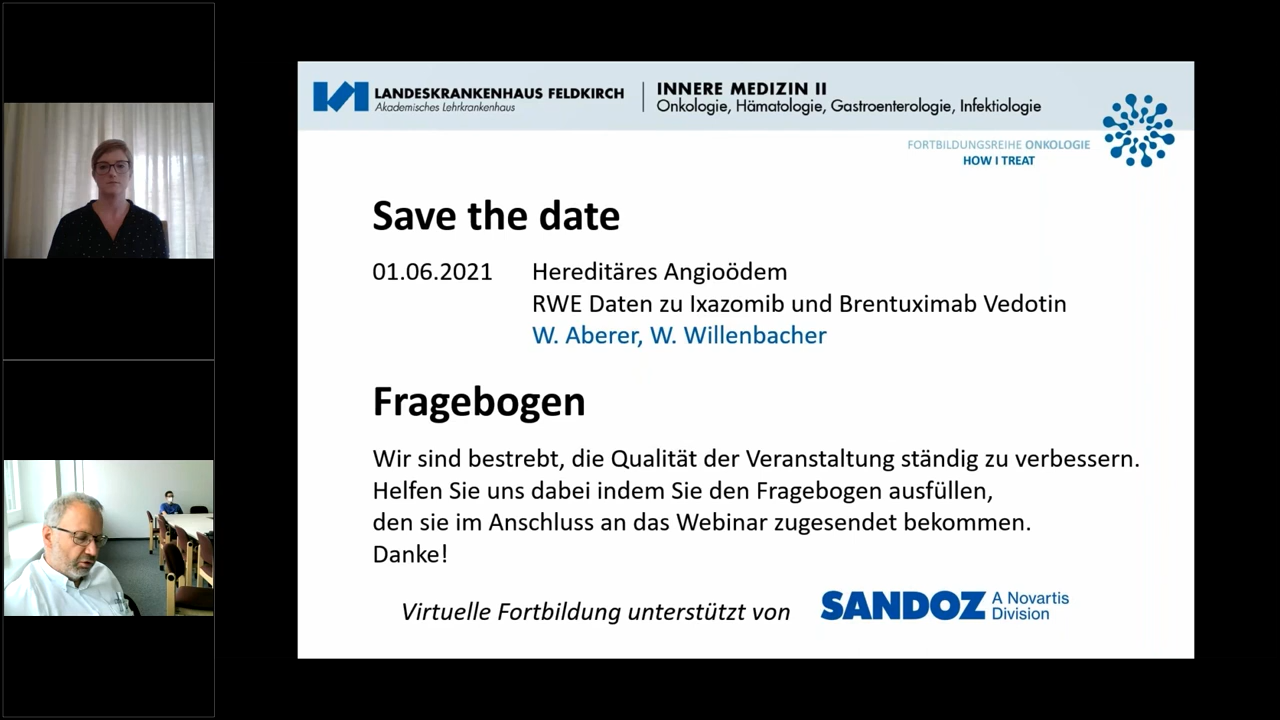 LANDESKRANKENHAUS FELDKIRCH
Akademisches Lehrkrankenhaus
INNERE MEDIZIN II
Onkologie, Hämatologie, Gastroenterologie, Infektiologie
FORTBILDUNGSREIHE ONKOLOGIE
HOW I TREAT
Save the date
01.06.2021 Hereditäres Angioödem
RWE Daten zu Ixazomib und Brentuximab Vedotin
W. Aberer, W. Willenbacher
Fragebogen
Wir sind bestrebt, die Qualität der Veranstaltung ständig zu verbessern.
Helfen Sie uns dabei indem Sie den Fragebogen ausfüllen,
den sie im Anschluss an das Webinar zugesendet bekommen.
Danke!
Virtuelle Fortbildung unterstützt von
SANDOZ A Novartis
Division